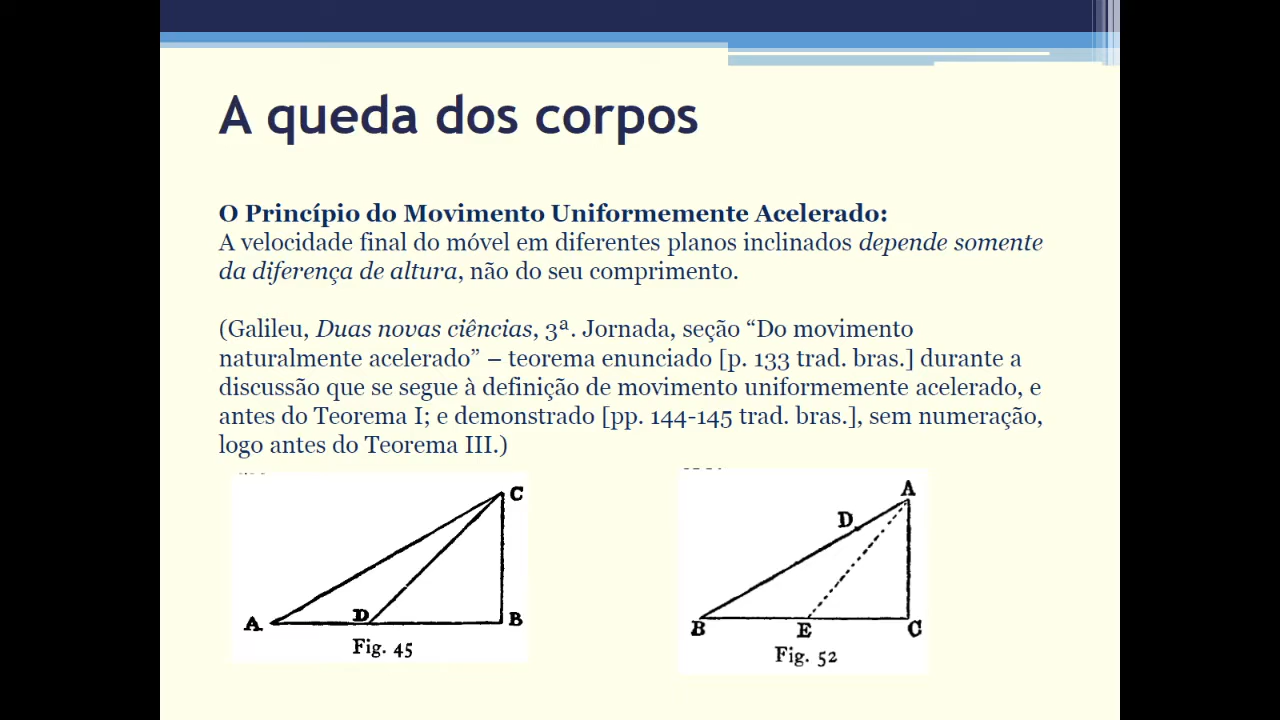 A queda dos corpos
O Princípio do Movimento Uniformemente Acelerado:
A velocidade final do móvel em diferentes planos inclinados depende somente
da diferença de altura, não do seu comprimento.
(Galileu, Duas novas ciências, 3ª. Jornada, seção “Do movimento
naturalmente acelerado” – teorema enunciado [p. 133 trad. bras.] durante a
discussão que se segue à definição de movimento uniformemente acelerado, e
antes do Teorema I; e demonstrado [pp. 144-145 trad. bras.], sem numeração,
logo antes do Teorema III.)
C
A D B
Fig. 45
A
D
B E C
Fig. 52